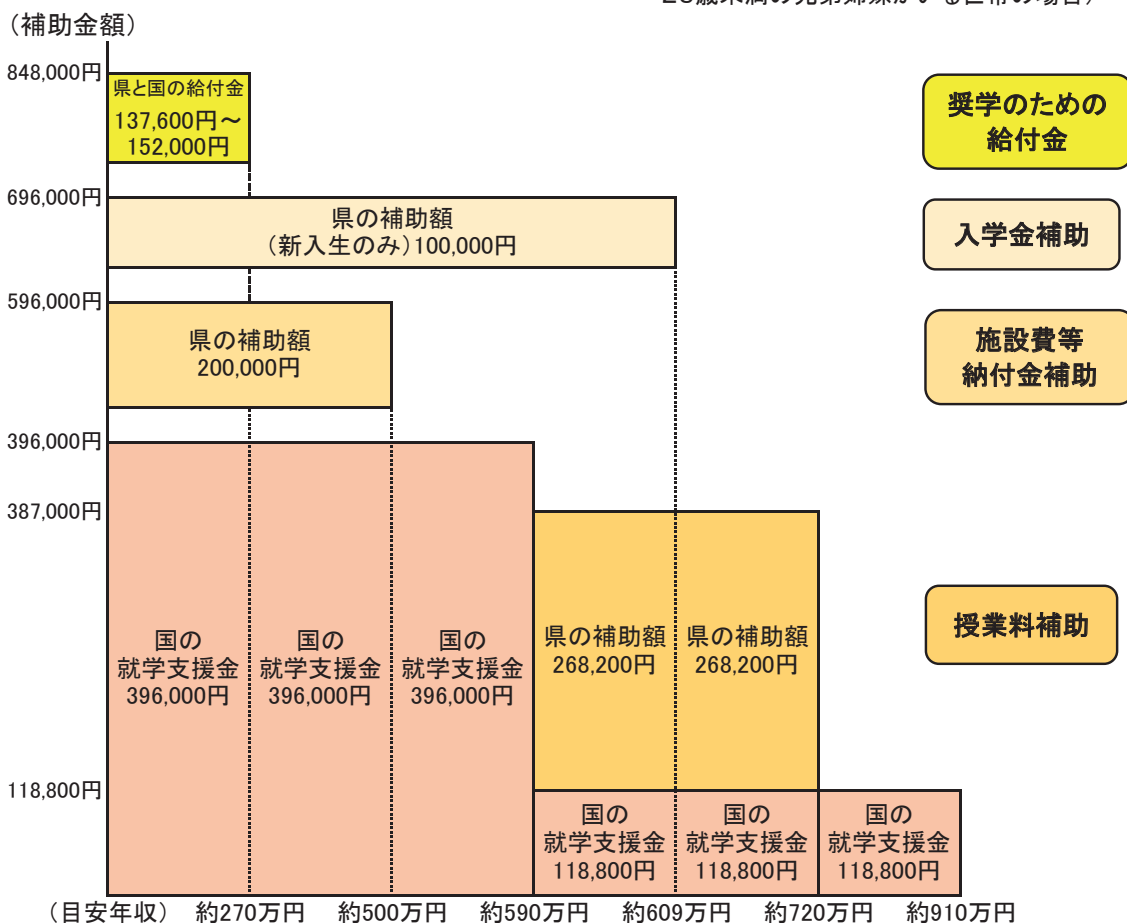 （補助金額）
848,000円
県と国の給付金
137,600円～
152,000円
奨学のための
給付金
696,000円
県の補助額
（新入生のみ）100,000円
入学金補助
596,000円
県の補助額
200,000円
施設費等
納付金補助
396,000円
387,000円
国の
就学支援金
396,000円
国の
就学支援金
396,000円
国の
就学支援金
396,000円
県の補助額
268,200円
県の補助額
268,200円
授業料補助
118,800円
国の
就学支援金
118,800円
国の
就学支援金
118,800円
国の
就学支援金
118,800円
（目安年収） 約270万円 約500万円 約590万円 約609万円 約720万円 約910万円